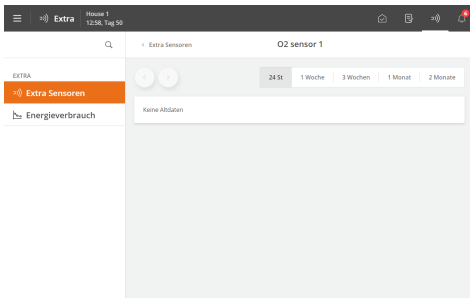 Extra
House 1
12:58, Tag 50
6
Extra Sensoren
O2 sensor 1
EXTRA
Extra Sensoren
Energieverbrauch
24 St
1 Woche
3 Wochen
1 Monat
2 Monate
Keine Altdaten